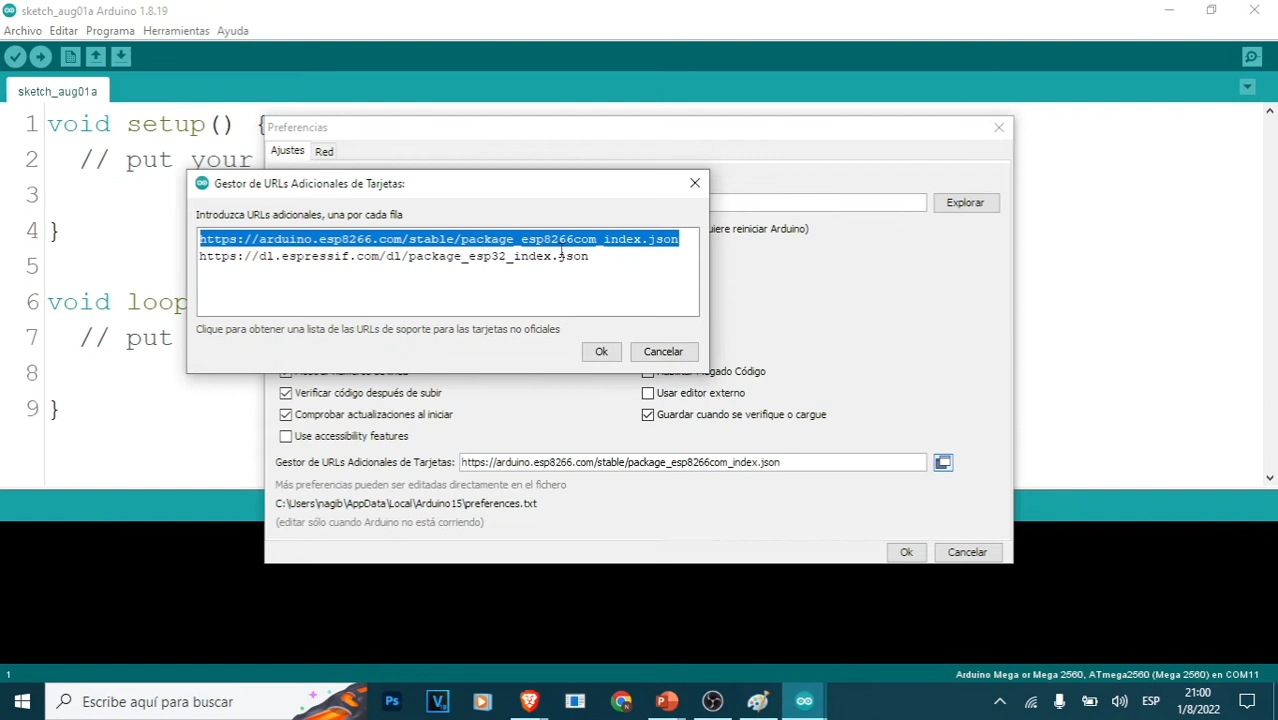 sketch_aug01a Arduino 1.8.19
Archivo Editar Programa Herramientas Ayuda
sketch_aug01a
1 void setup() {
2 // put your
3
4 }
5
6 void loop
7 // put
8
9 }
Preferencias
Ajustes Red
Explorar
uiere reiniciar Arduino)
Gestor de URLs Adicionales de Tarjetas:
Introduzca URLs adicionales, una por cada fila
https://arduino.esp8266.com/stable/package_esp8266com_index.json
https://dl.espressif.com/dl/package_esp32_index.json
Clique para obtener una lista de las URLs de soporte para las tarjetas no oficiales
Ok Cancelar
Código
Verificar código después de subir Usar editor externo
Comprobar actualizaciones al iniciar Guardar cuando se verifique o cargue
Use accessibility features
Gestor de URLs Adicionales de Tarjetas: https://arduino.esp8266.com/stable/package_esp8266com_index.json
Más preferencias pueden ser editadas directamente en el fichero
C:\Users\nagib\AppData\Local\Arduino15\preferences.txt
(editar sólo cuando Arduino no está corriendo)
Ok Cancelar
1 Arduino Mega or Mega 2560, ATmega2560 (Mega 2560) en COM11
Escribe aquí para buscar
Ps V 18 ESP
21:00
1/8/2022